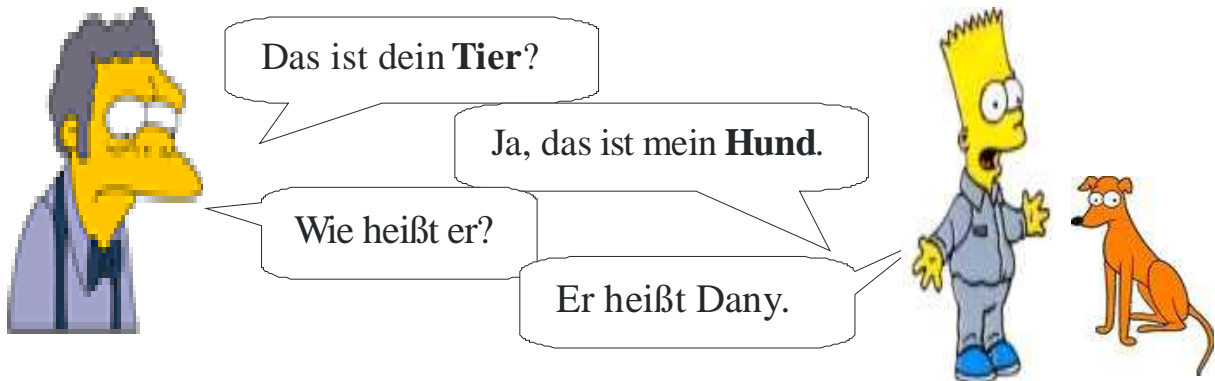 Das ist dein Tier?
Ja, das ist mein Hund.
Wie heißt er?
Er heißt Dany.